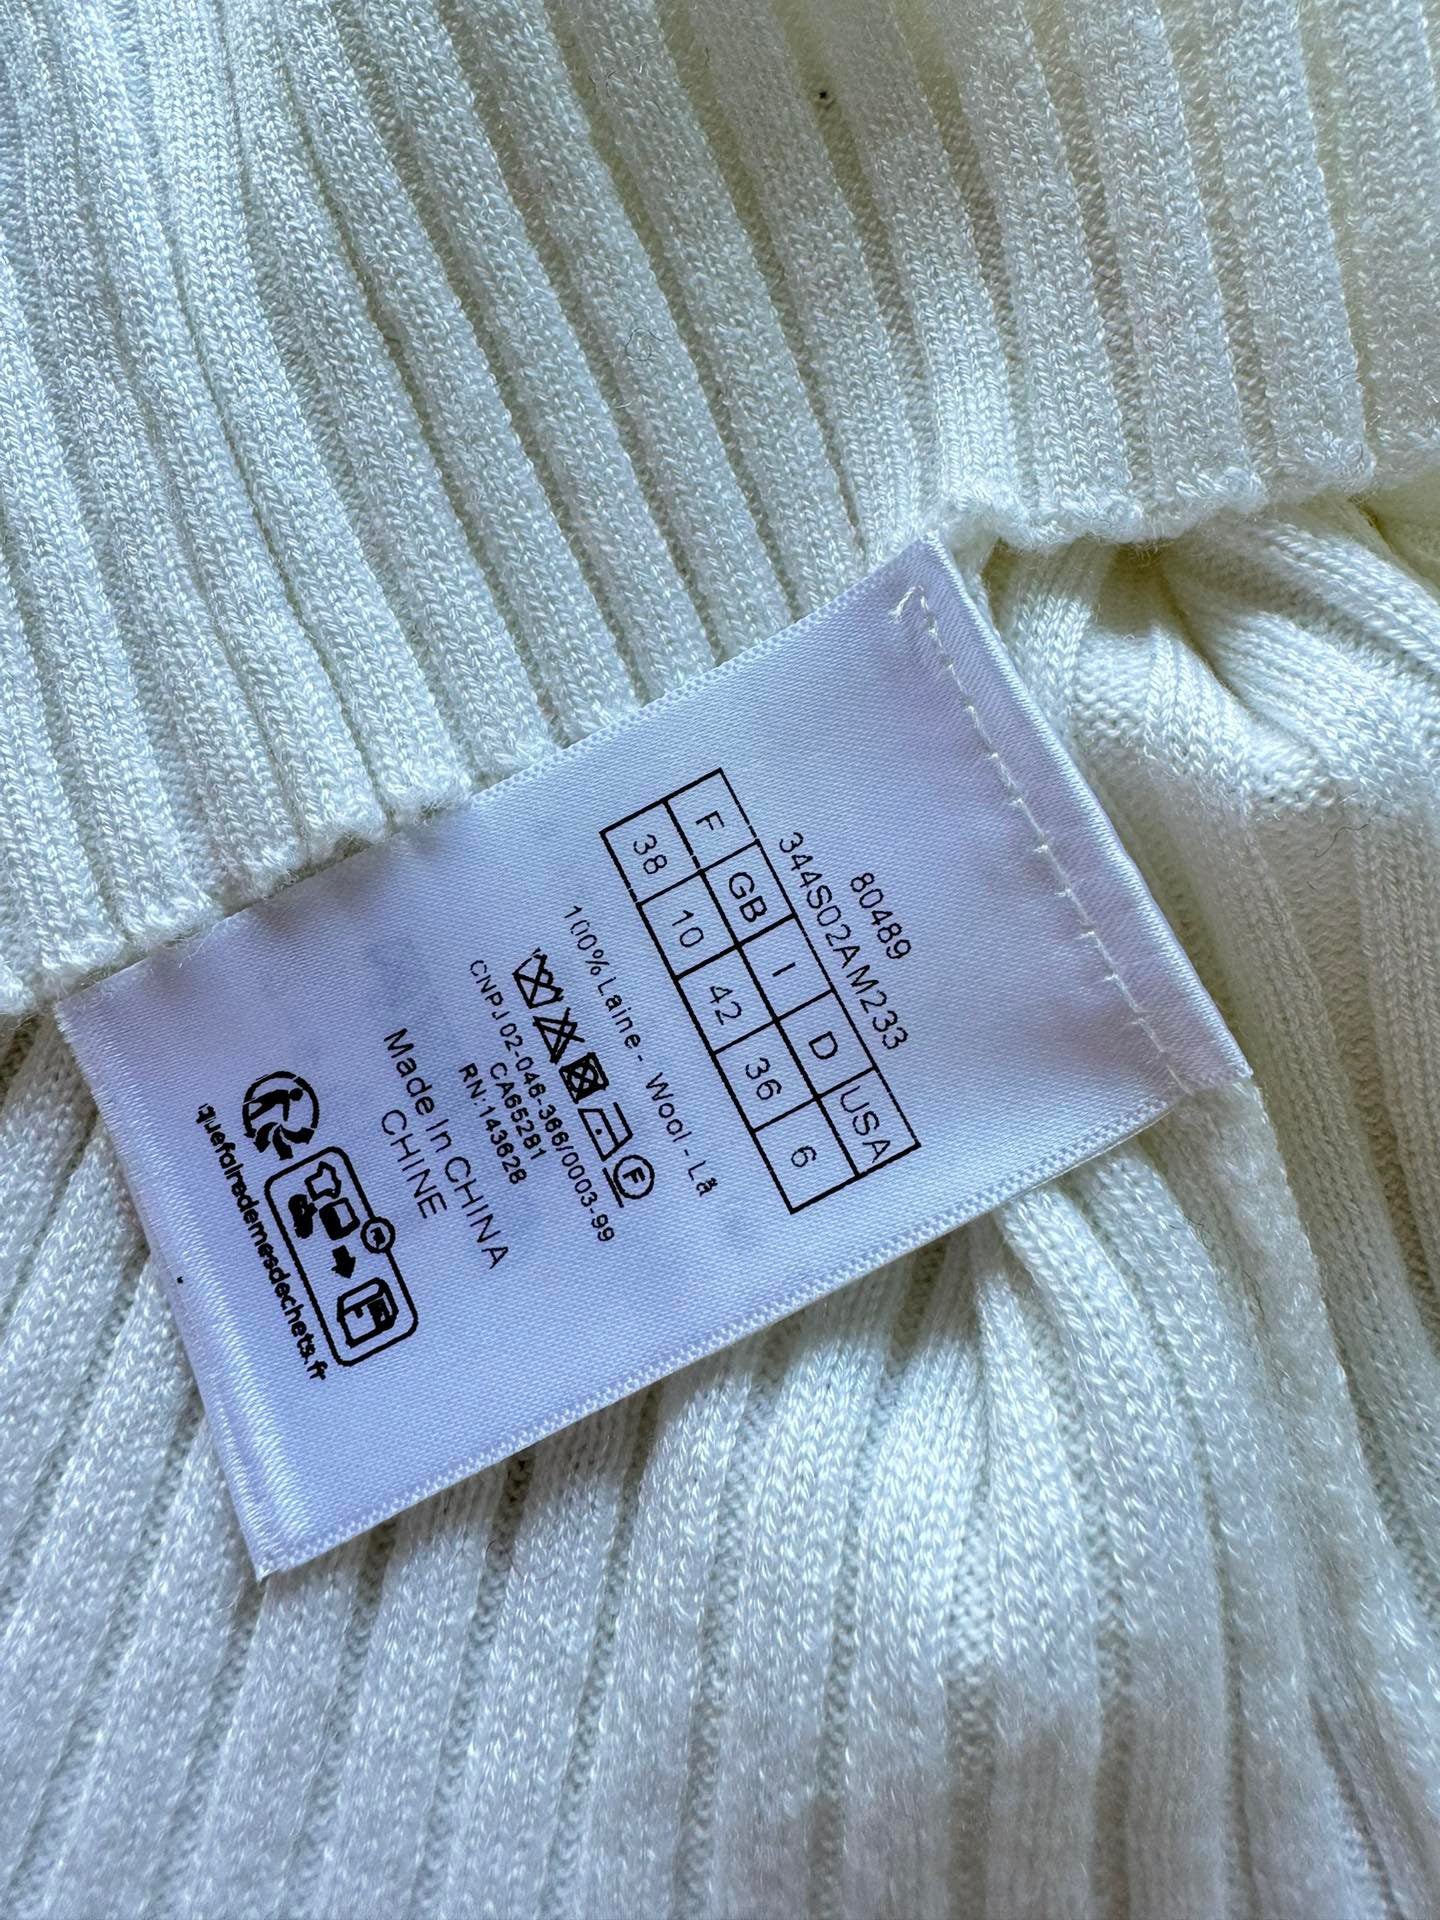 80489
344S02AM233
F GB I D USA
38 10 42 36 6
100% Laine - Wool - Lã
F
CNPJ 02-046-366/0003-99
CA65281
RN:143628
Made In CHINA
CHINE
FR
quefairedemesdechets.fr